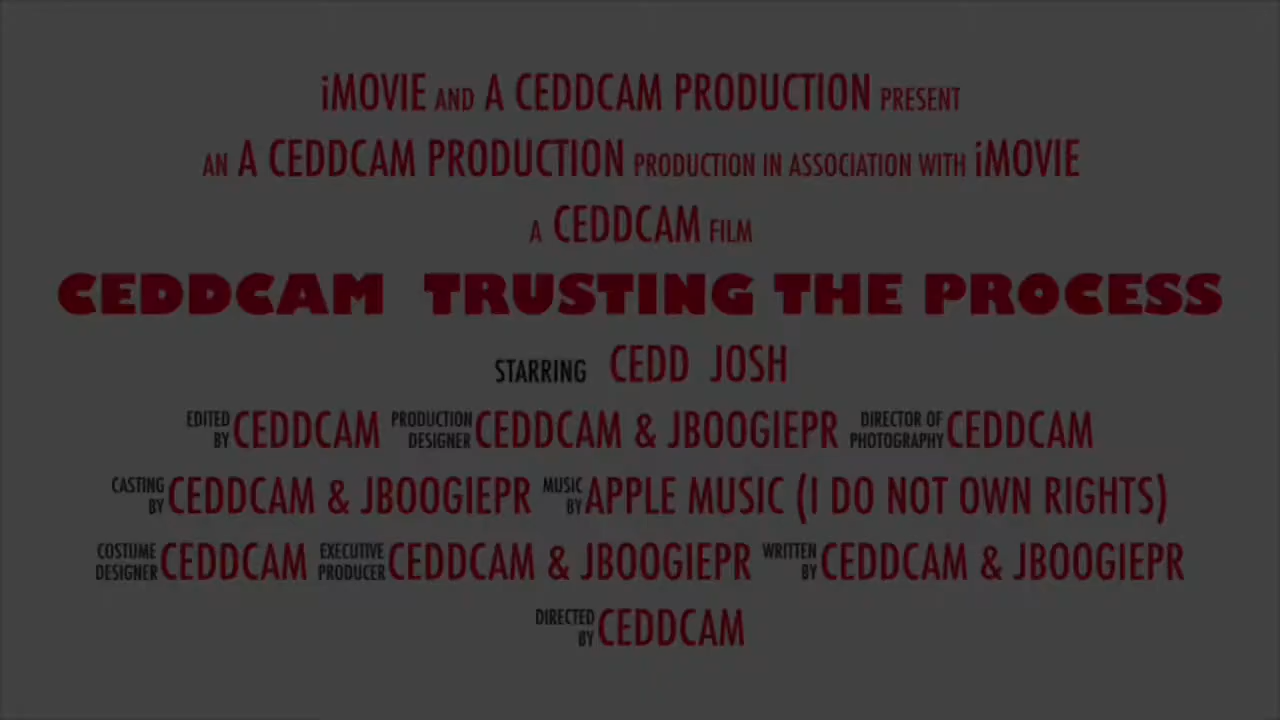 iMOVIE AND A CEDDCAM PRODUCTION PRESENT
AN A CEDDCAM PRODUCTION PRODUCTION IN ASSOCIATION WITH iMOVIE
A CEDDCAM FILM
CEDDCAM TRUSTING THE PROCESS
STARRING CEDD JOSH
EDITED BY CEDDCAM PRODUCTION DESIGNER CEDDCAM & JBOOGIEPR DIRECTOR OF PHOTOGRAPHY CEDDCAM
CASTING BY CEDDCAM & JBOOGIEPR MUSIC BY APPLE MUSIC (I DO NOT OWN RIGHTS)
COSTUME DESIGNER CEDDCAM EXECUTIVE PRODUCER CEDDCAM & JBOOGIEPR WRITTEN BY CEDDCAM & JBOOGIEPR
DIRECTED BY CEDDCAM